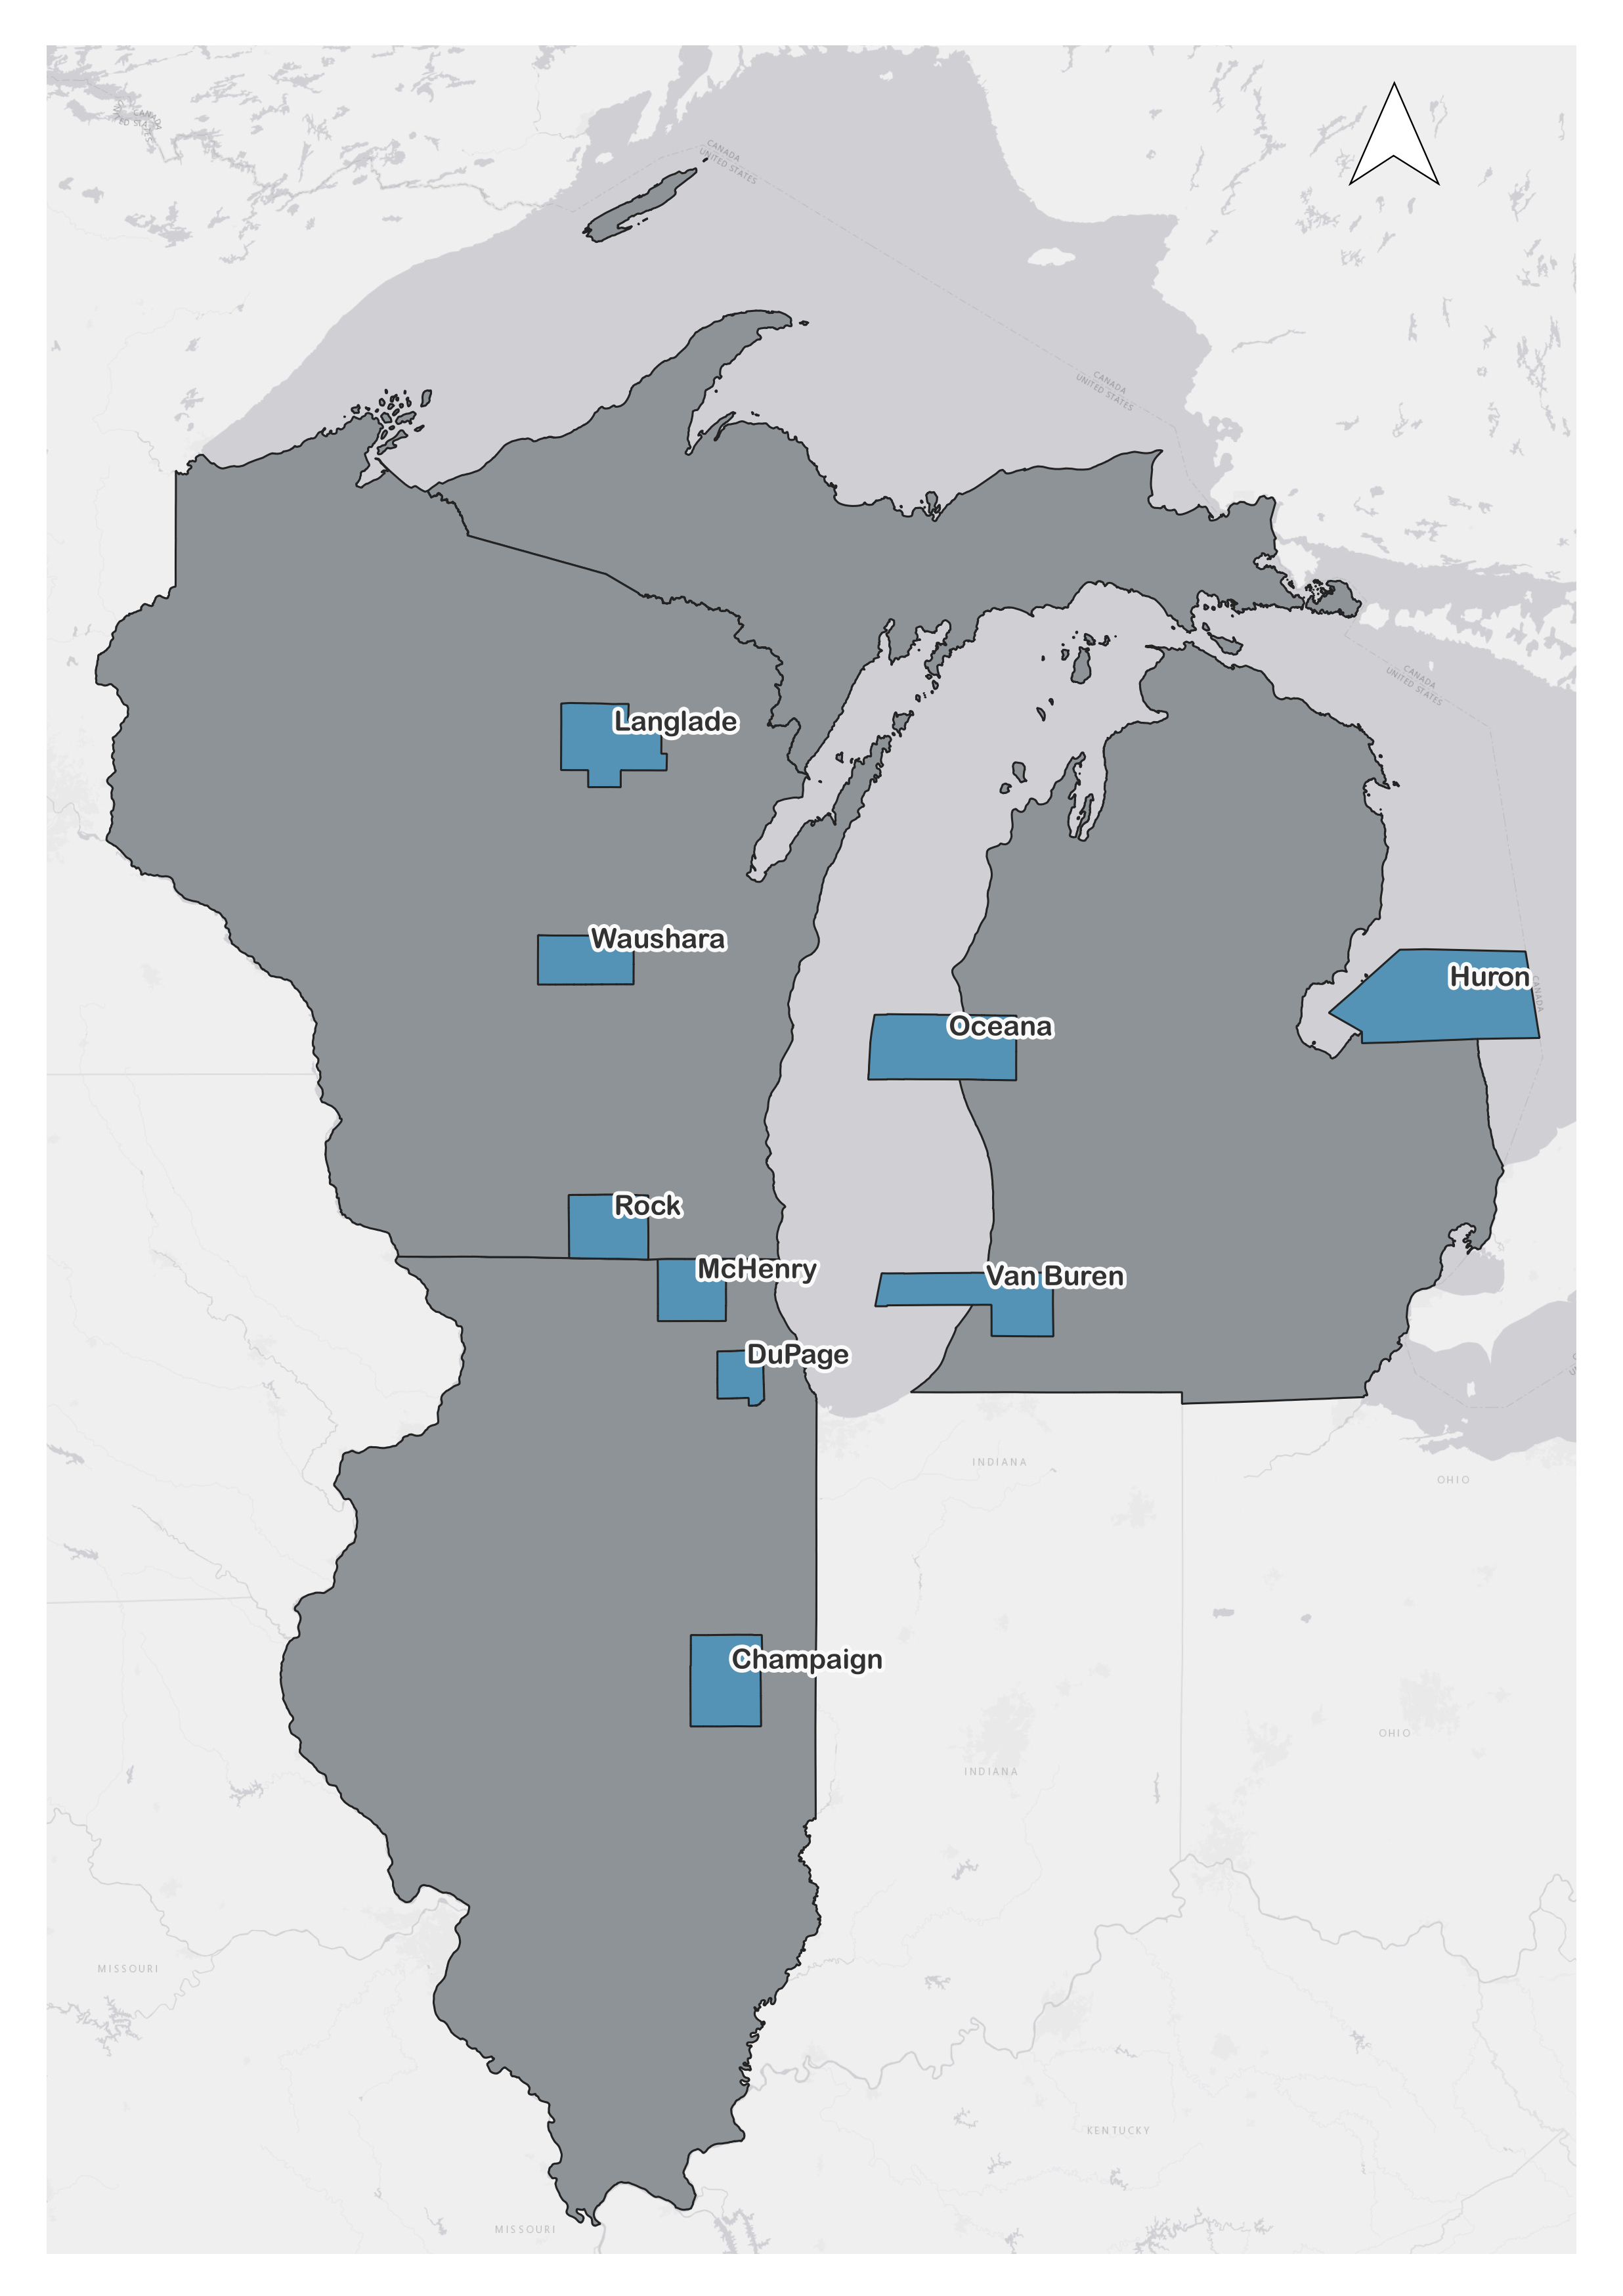 CANADA
UNITED STATES
CANADA
UNITED STATES
CANADA
UNITED STATES
Langlade
Waushara
Huron
CANADA
Oceana
Rock
McHenry
Van Buren
DuPage
INDIANA
OHIO
Champaign
OHIO
INDIANA
MISSOURI
KENTUCKY
MISSOURI